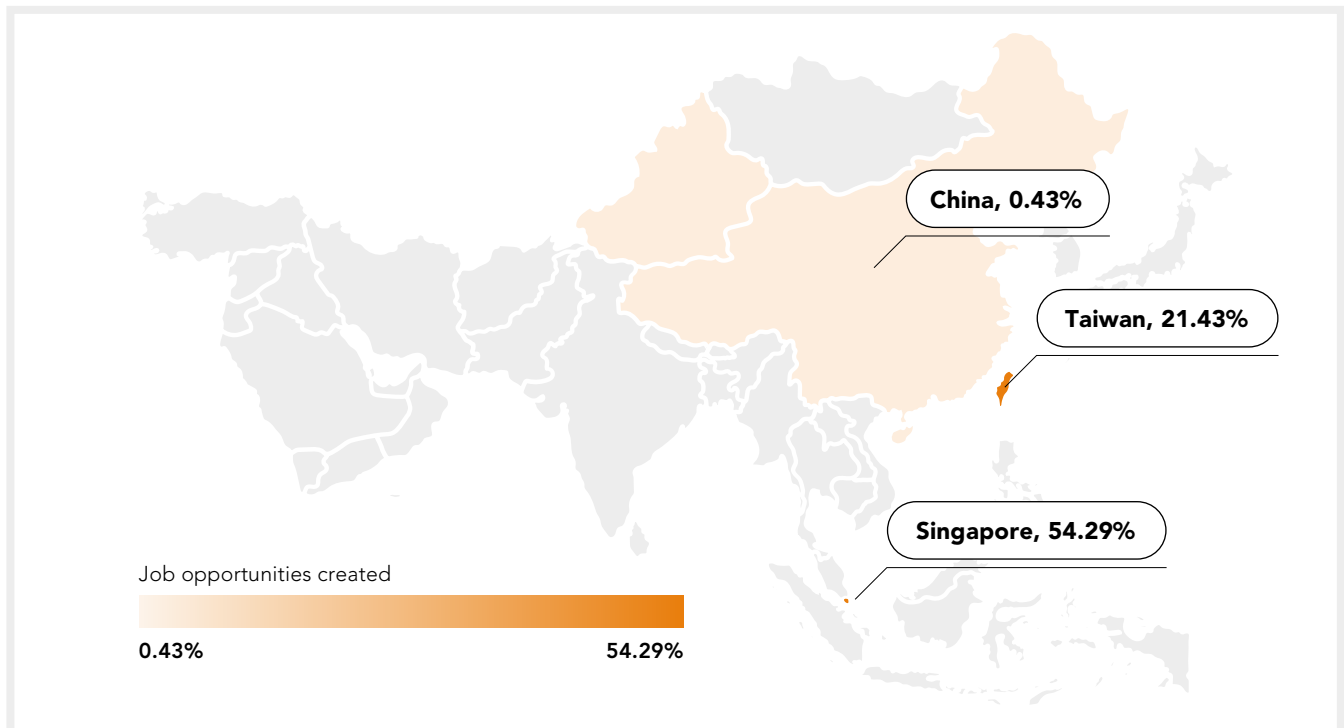 China, 0.43%
Taiwan, 21.43%
Singapore, 54.29%
Job opportunities created
0.43%
54.29%